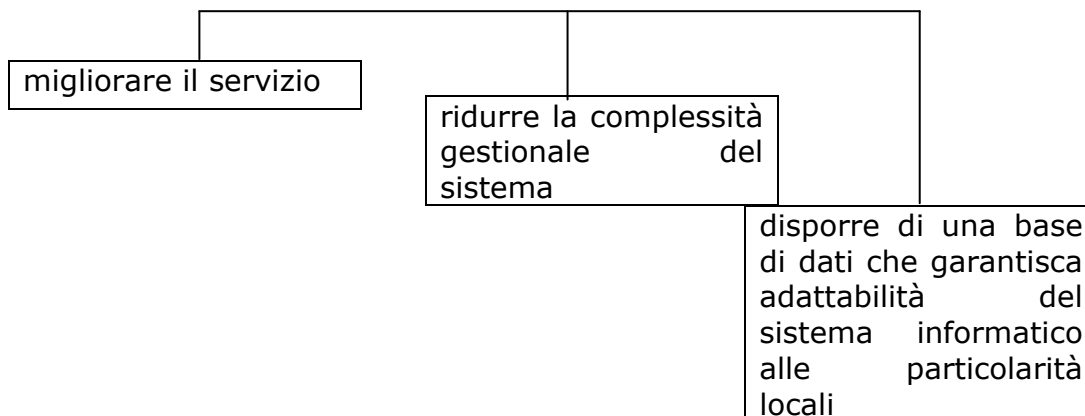 migliorare il servizio
ridurre la complessità
gestionale del
sistema
disporre di una base
di dati che garantisca
adattabilità del
sistema informatico
alle particolarità
locali